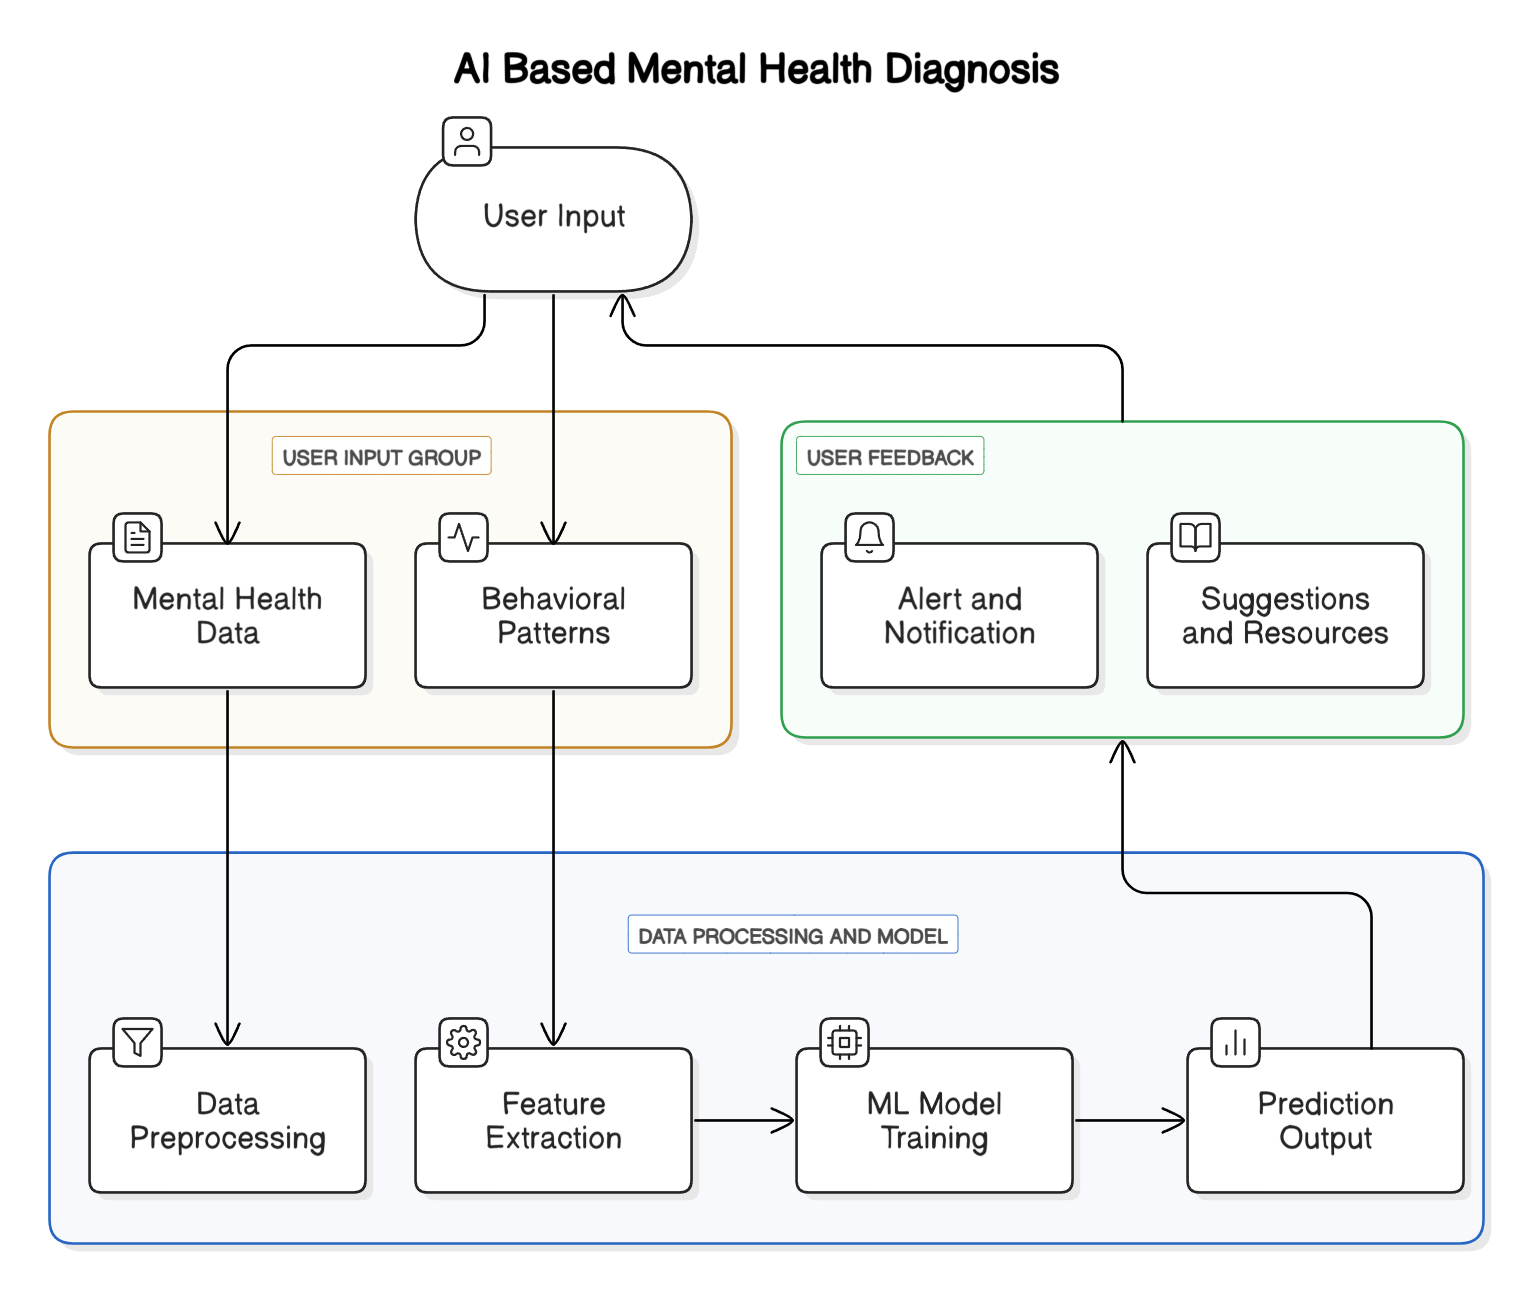 AI Based Mental Health Diagnosis
User Input
USER INPUT GROUP
USER FEEDBACK
Mental Health
Data
Behavioral
Patterns
Alert and
Notification
Suggestions
and Resources
DATA PROCESSING AND MODEL
Data
Preprocessing
Feature
Extraction
ML Model
Training
Prediction
Output